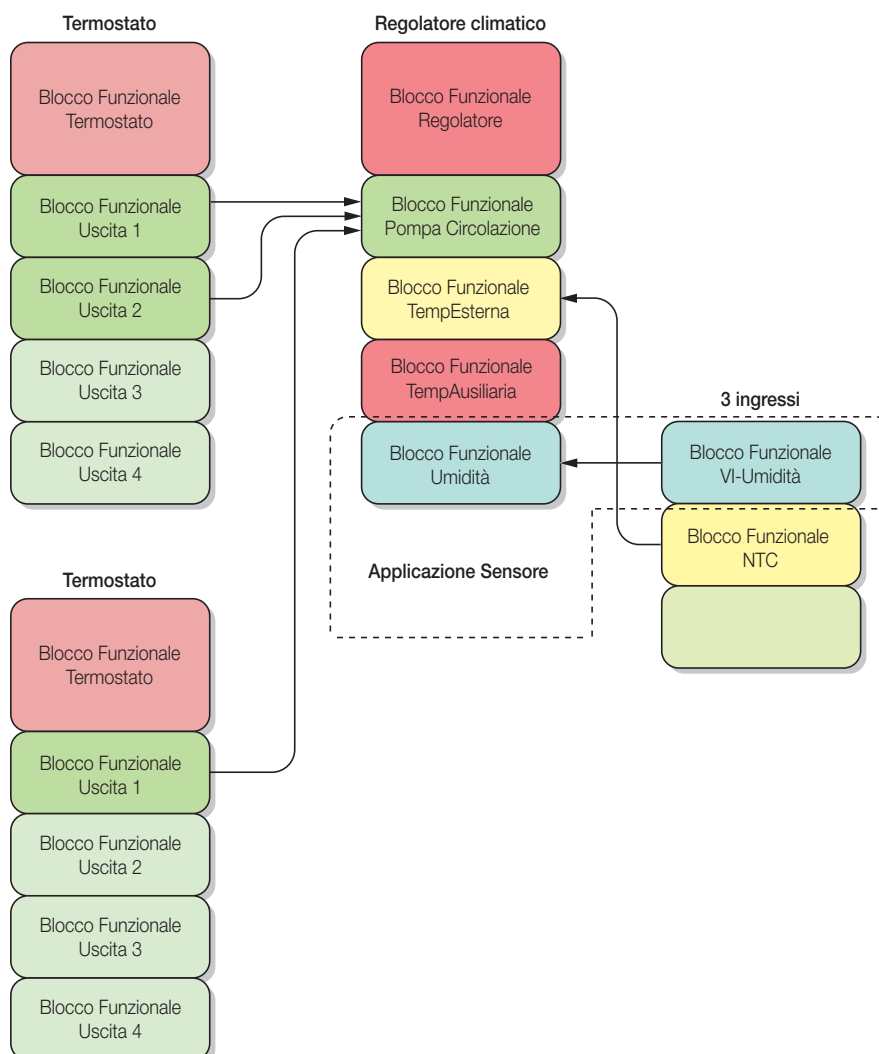 Termostato
Blocco Funzionale
Termostato
Blocco Funzionale
Uscita 1
Blocco Funzionale
Uscita 2
Blocco Funzionale
Uscita 3
Blocco Funzionale
Uscita 4
Regolatore climatico
Blocco Funzionale
Regolatore
Blocco Funzionale
Pompa Circolazione
Blocco Funzionale
TempEsterna
Blocco Funzionale
TempAusiliaria
Blocco Funzionale
Umidità
3 ingressi
Blocco Funzionale
VI-Umidità
Blocco Funzionale
NTC
Applicazione Sensore
Termostato
Blocco Funzionale
Termostato
Blocco Funzionale
Uscita 1
Blocco Funzionale
Uscita 2
Blocco Funzionale
Uscita 3
Blocco Funzionale
Uscita 4